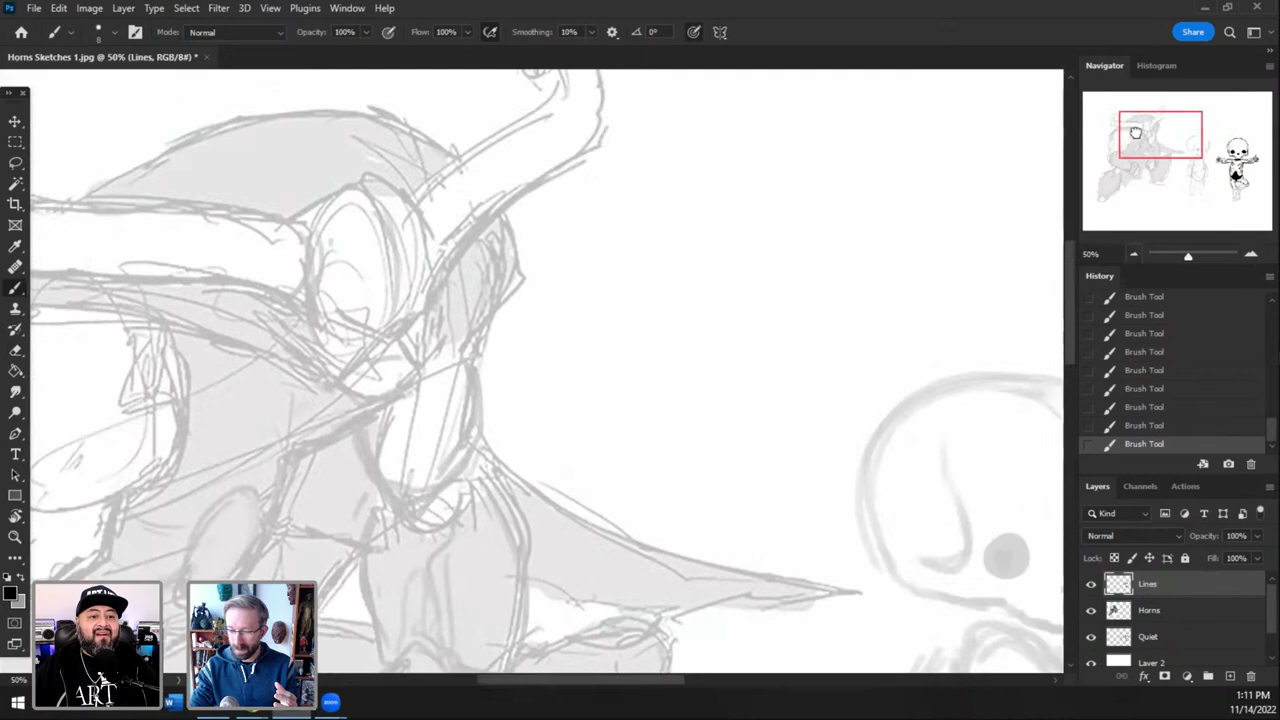 Ps File Edit Image Layer Type Select Filter 3D View Plugins Window Help
8 Mode: Normal Opacity: 100% Flow: 100% Smoothing: 10% 0° Share
Horns Sketches 1.jpg @ 50% (Lines, RGB/8#) * ×
Navigator Histogram
50%
History
Brush Tool
Brush Tool
Brush Tool
Brush Tool
Brush Tool
Brush Tool
Brush Tool
Brush Tool
Brush Tool
Layers Channels Actions
Kind
Normal Opacity: 100%
Lock: Fill: 100%
Lines
Horns
Quiet
Layer 2
50%
ART
W zoom
1:11 PM
11/14/2022